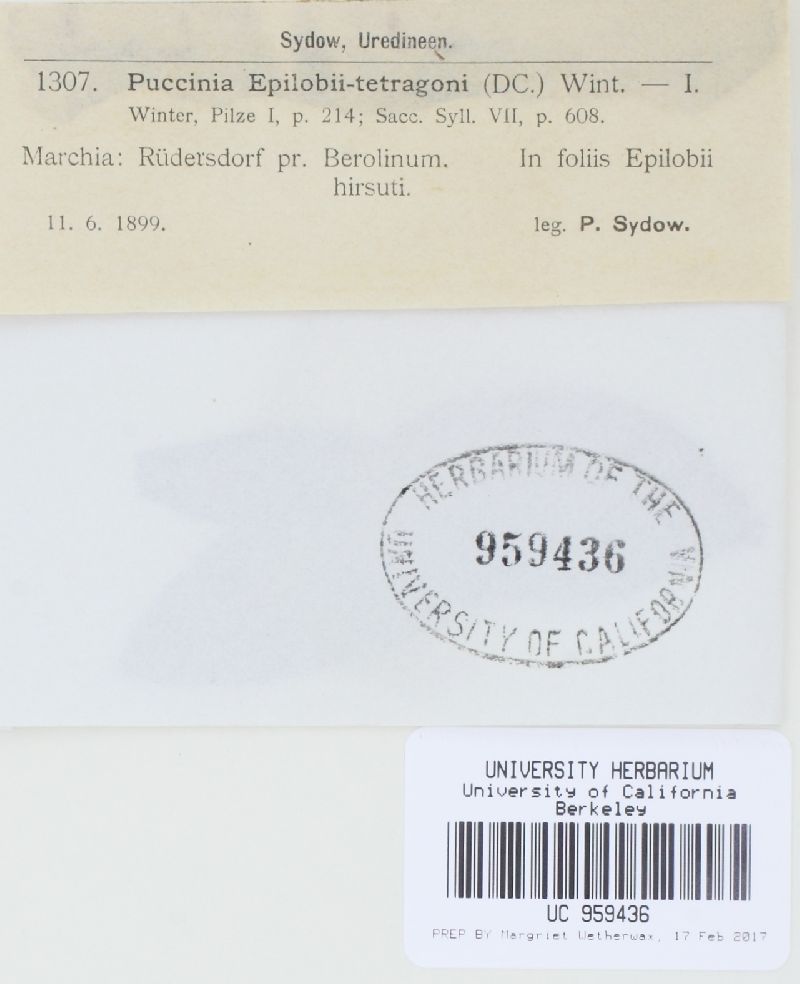 Sydow, Uredineen.
1307. Puccinia Epilobii-tetragoni (DC.) Wint. — I.
Winter, Pilze I, p. 214; Sacc. Syll. VII, p. 608.
Marchia: Rüdersdorf pr. Berolinum. In foliis Epilobii
hirsuti.
11. 6. 1899. leg. P. Sydow.
HERBARIUM OF THE
959436
UNIVERSITY OF CALIFORNIA
UNIVERSITY HERBARIUM
University of California
Berkeley
UC 959436
PREP BY Margriet Wetherwax, 17 Feb 2017